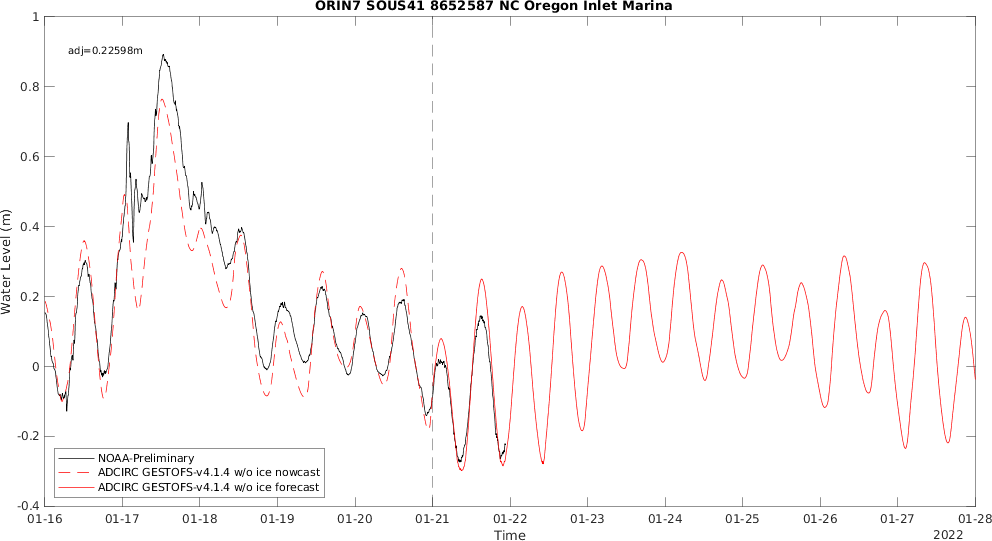 ORIN7 SOUS41 8652587 NC Oregon Inlet Marina
adj=0.22598m
Water Level (m)
1
0.8
0.6
0.4
0.2
0
-0.2
-0.4
NOAA-Preliminary
ADCIRC GESTOFS-v4.1.4 w/o ice nowcast
ADCIRC GESTOFS-v4.1.4 w/o ice forecast
01-16 01-17 01-18 01-19 01-20 01-21 01-22 01-23 01-24 01-25 01-26 01-27 01-28
Time
2022